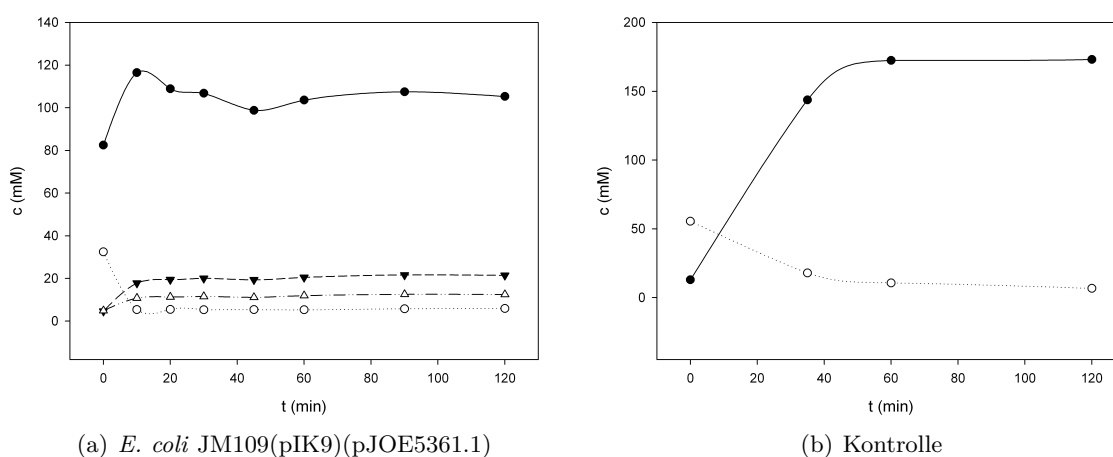 140
120
100
80
60
40
20
0
c (mM)
0 20 40 60 80 100 120
t (min)
(a) E. coli JM109(pIK9)(pJOE5361.1)
200
150
100
50
0
c (mM)
0 20 40 60 80 100 120
t (min)
(b) Kontrolle